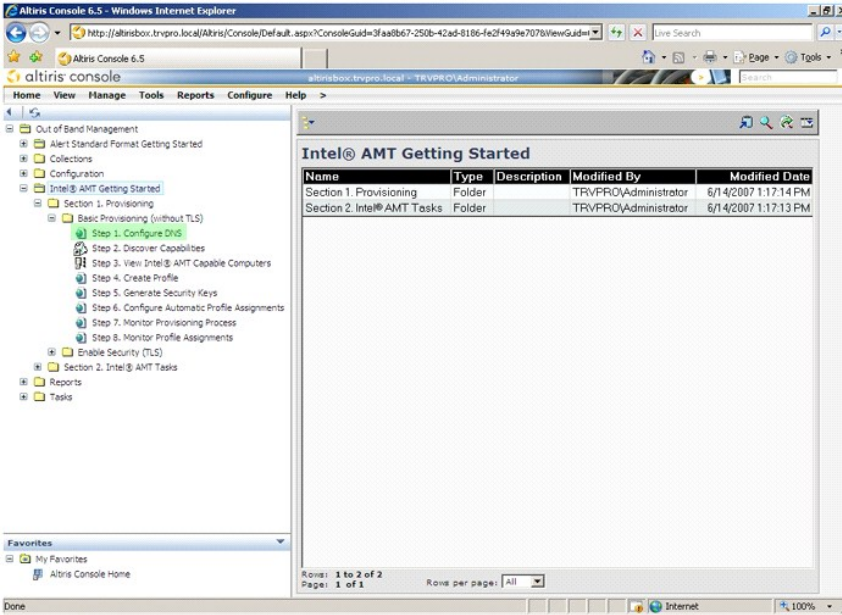 Altiris Console 6.5 - Windows Internet Explorer
http://altirisbox.trvpro.local/Altiris/Console/Default.aspx?ConsoleGuid=3faa8b67-250b-42ad-8186-fe2f49a9e707&ViewGuid=
Live Search
Altiris Console 6.5
Page
Tools
altiris console
altirisbox.trvpro.local - TRVPRO\Administrator
Search
Home View Manage Tools Reports Configure Help >
Out of Band Management
Alert Standard Format Getting Started
Collections
Configuration
Intel® AMT Getting Started
Section 1. Provisioning
Basic Provisioning (without TLS)
Step 1. Configure DNS
Step 2. Discover Capabilities
Step 3. View Intel® AMT Capable Computers
Step 4. Create Profile
Step 5. Generate Security Keys
Step 6. Configure Automatic Profile Assignments
Step 7. Monitor Provisioning Process
Step 8. Monitor Profile Assignments
Enable Security (TLS)
Section 2. Intel® AMT Tasks
Reports
Tasks
Intel® AMT Getting Started
Name Type Description Modified By Modified Date
Section 1. Provisioning Folder TRVPRO\Administrator 6/14/2007 1:17:14 PM
Section 2. Intel® AMT Tasks Folder TRVPRO\Administrator 6/14/2007 1:17:13 PM
Favorites
My Favorites
Altiris Console Home
Rows: 1 to 2 of 2
Page: 1 of 1
Rows per page: All
Done
Internet
100%